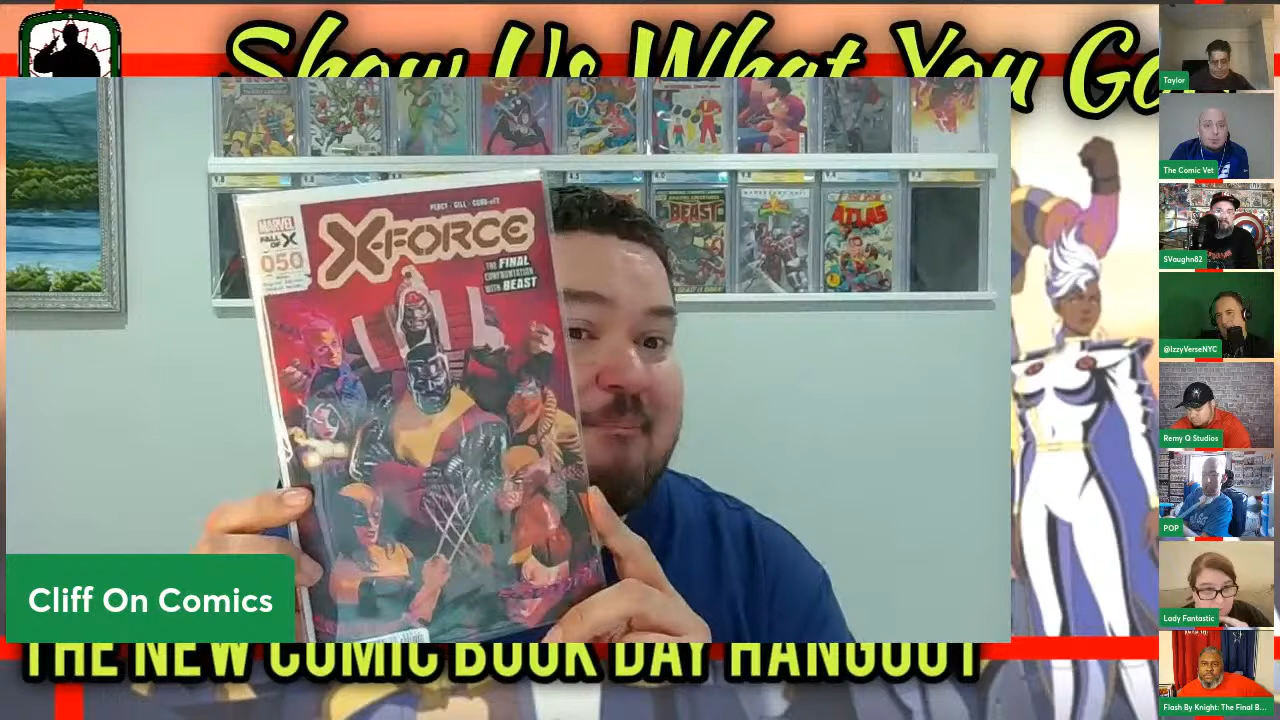 Show Us What You Go
Taylor
The Comic Vet
SVaughn82
@IzzyVerseNYC
Remy Q Studios
POP
Lady Fantastic
Flash By Knight: The Final B...
MARVEL
FALL OF X
050
PERCY • GILL
X-FORCE
THE FINAL
CONFRONTATION
WITH BEAST
BEAST
ATLAS
Cliff On Comics
THE NEW COMIC BOOK DAY HANGOUT